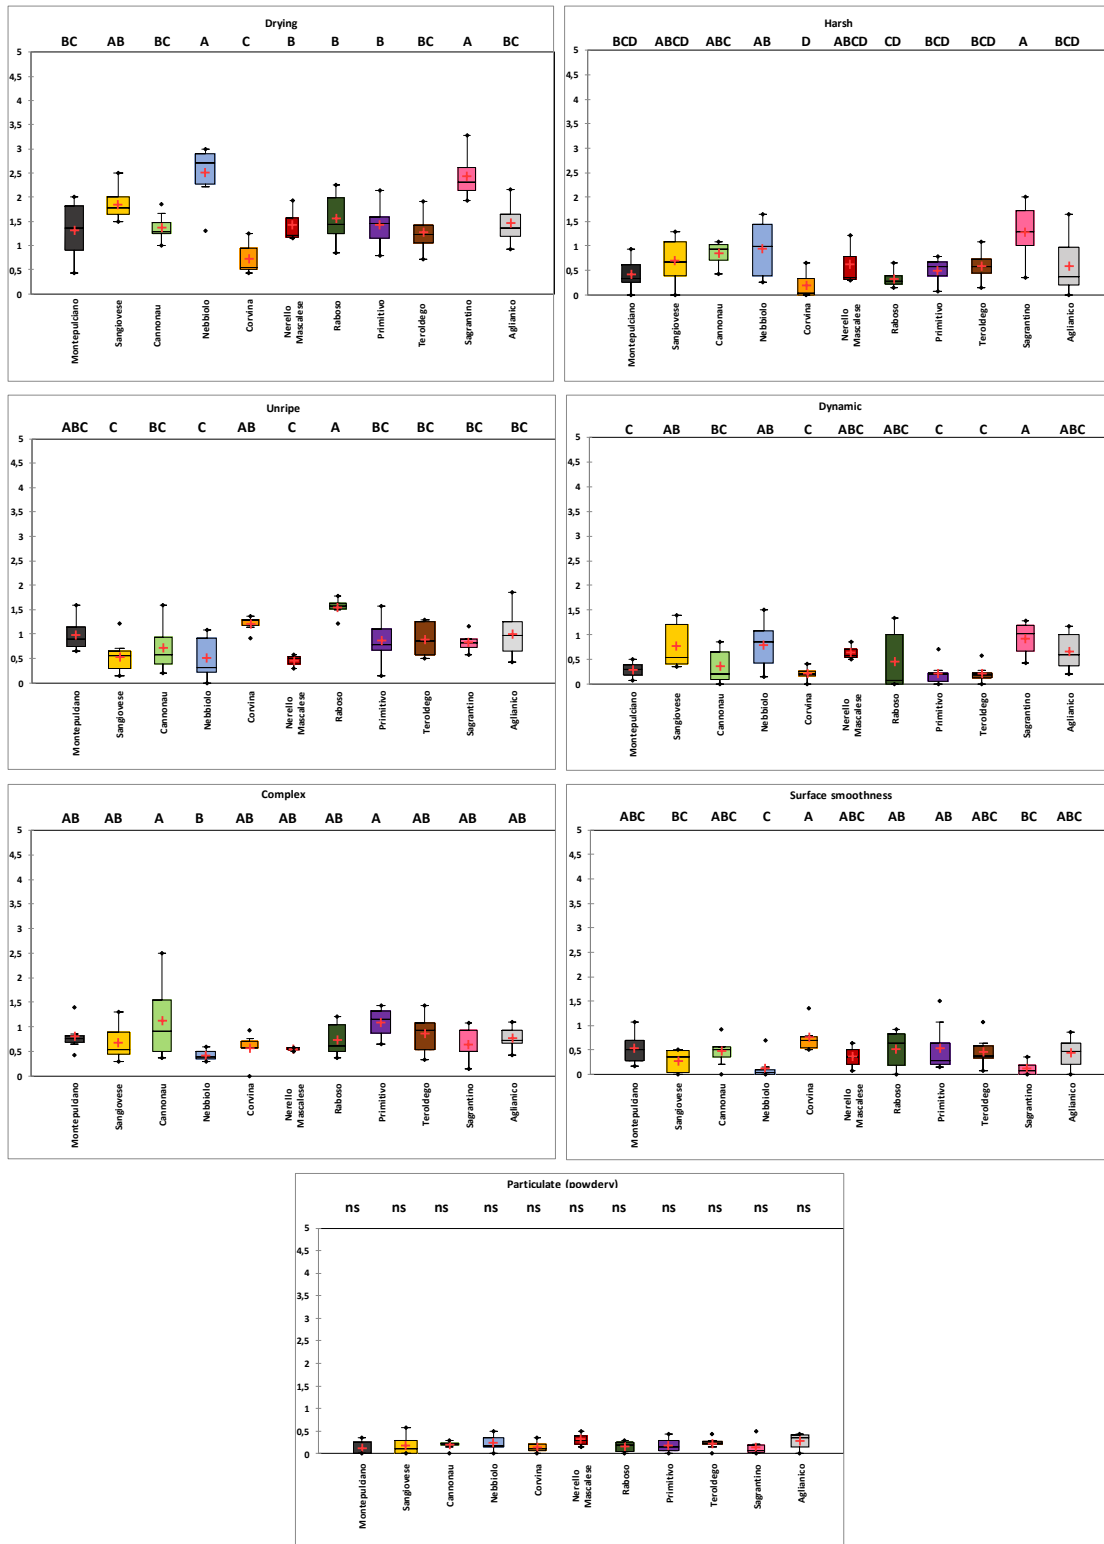 Drying
BC AB BC A C B B B BC A BC
5
4,5
4
3,5
3
2,5
2
1,5
1
0,5
0
Montepulciano
Sangiovese
Cannonau
Nebbiolo
Corvina
Nerello
Mascalese
Raboso
Primitivo
Teroldego
Sagrantino
Aglianico
Harsh
BCD ABCD ABC AB D ABCD CD BCD BCD A BCD
5
4,5
4
3,5
3
2,5
2
1,5
1
0,5
0
Montepulciano
Sangiovese
Cannonau
Nebbiolo
Corvina
Nerello
Mascalese
Raboso
Primitivo
Teroldego
Sagrantino
Aglianico
Unripe
ABC C BC C AB C A BC BC BC BC
5
4,5
4
3,5
3
2,5
2
1,5
1
0,5
0
Montepulciano
Sangiovese
Cannonau
Nebbiolo
Corvina
Nerello
Mascalese
Raboso
Primitivo
Teroldego
Sagrantino
Aglianico
Dynamic
C AB BC AB C ABC ABC C C A ABC
5
4,5
4
3,5
3
2,5
2
1,5
1
0,5
0
Montepulciano
Sangiovese
Cannonau
Nebbiolo
Corvina
Nerello
Mascalese
Raboso
Primitivo
Teroldego
Sagrantino
Aglianico
Complex
AB AB A B AB AB AB A AB AB AB
5
4,5
4
3,5
3
2,5
2
1,5
1
0,5
0
Montepulciano
Sangiovese
Cannonau
Nebbiolo
Corvina
Nerello
Mascalese
Raboso
Primitivo
Teroldego
Sagrantino
Aglianico
Surface smoothness
ABC BC ABC C A ABC AB AB ABC BC ABC
5
4,5
4
3,5
3
2,5
2
1,5
1
0,5
0
Montepulciano
Sangiovese
Cannonau
Nebbiolo
Corvina
Nerello
Mascalese
Raboso
Primitivo
Teroldego
Sagrantino
Aglianico
Particulate (powdery)
ns ns ns ns ns ns ns ns ns ns ns
5
4,5
4
3,5
3
2,5
2
1,5
1
0,5
0
Montepulciano
Sangiovese
Cannonau
Nebbiolo
Corvina
Nerello
Mascalese
Raboso
Primitivo
Teroldego
Sagrantino
Aglianico